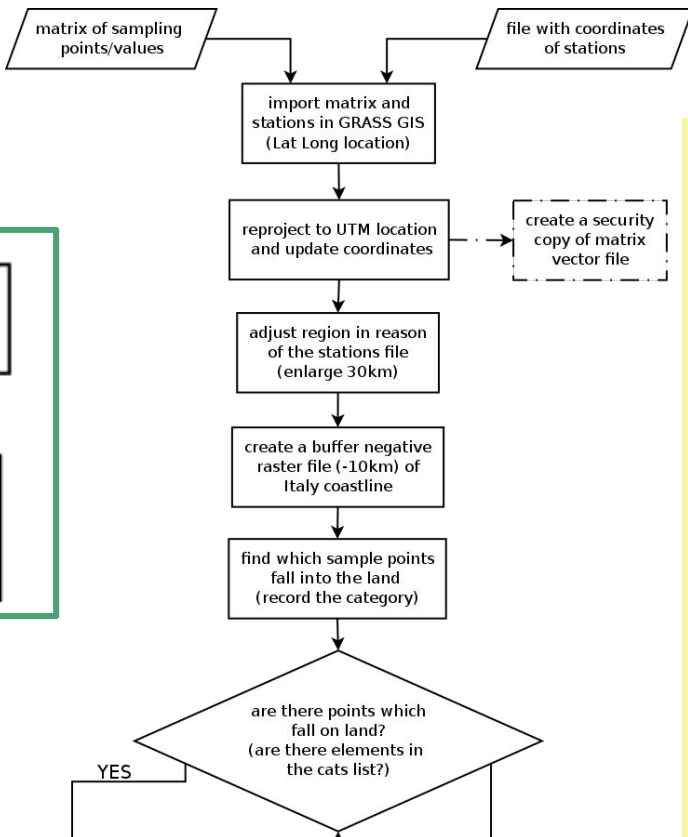 matrix of sampling
points/values
file with coordinates
of stations
import matrix and
stations in GRASS GIS
(Lat Long location)
reproject to UTM location
and update coordinates
create a security
copy of matrix
vector file
adjust region in reason
of the stations file
(enlarge 30km)
create a buffer negative
raster file (-10km) of
Italy coastline
find which sample points
fall into the land
(record the category)
are there points which
fall on land?
(are there elements in
the cats list?)
YES